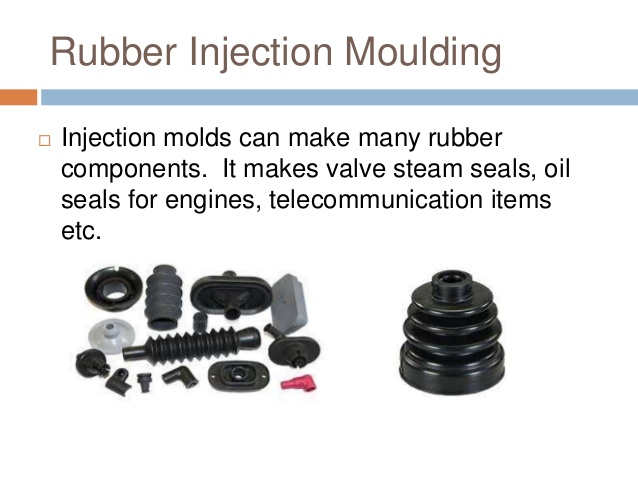 Rubber Injection Moulding
Injection molds can make many rubber
components.  It makes valve steam seals, oil
seals for engines, telecommunication items
etc.